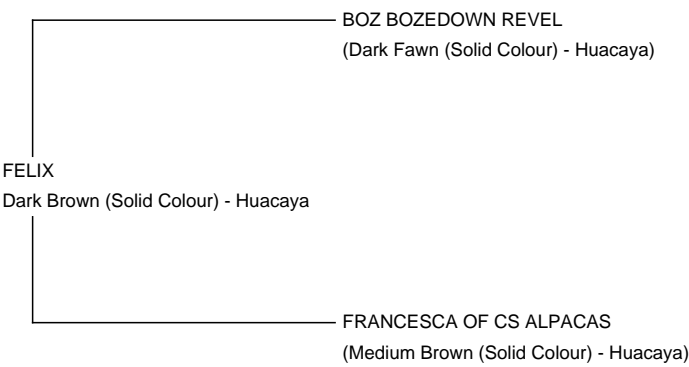 BOZ BOZEDOWN REVEL
(Dark Fawn (Solid Colour) - Huacaya)
FELIX
Dark Brown (Solid Colour) - Huacaya
FRANCESCA OF CS ALPACAS
(Medium Brown (Solid Colour) - Huacaya)